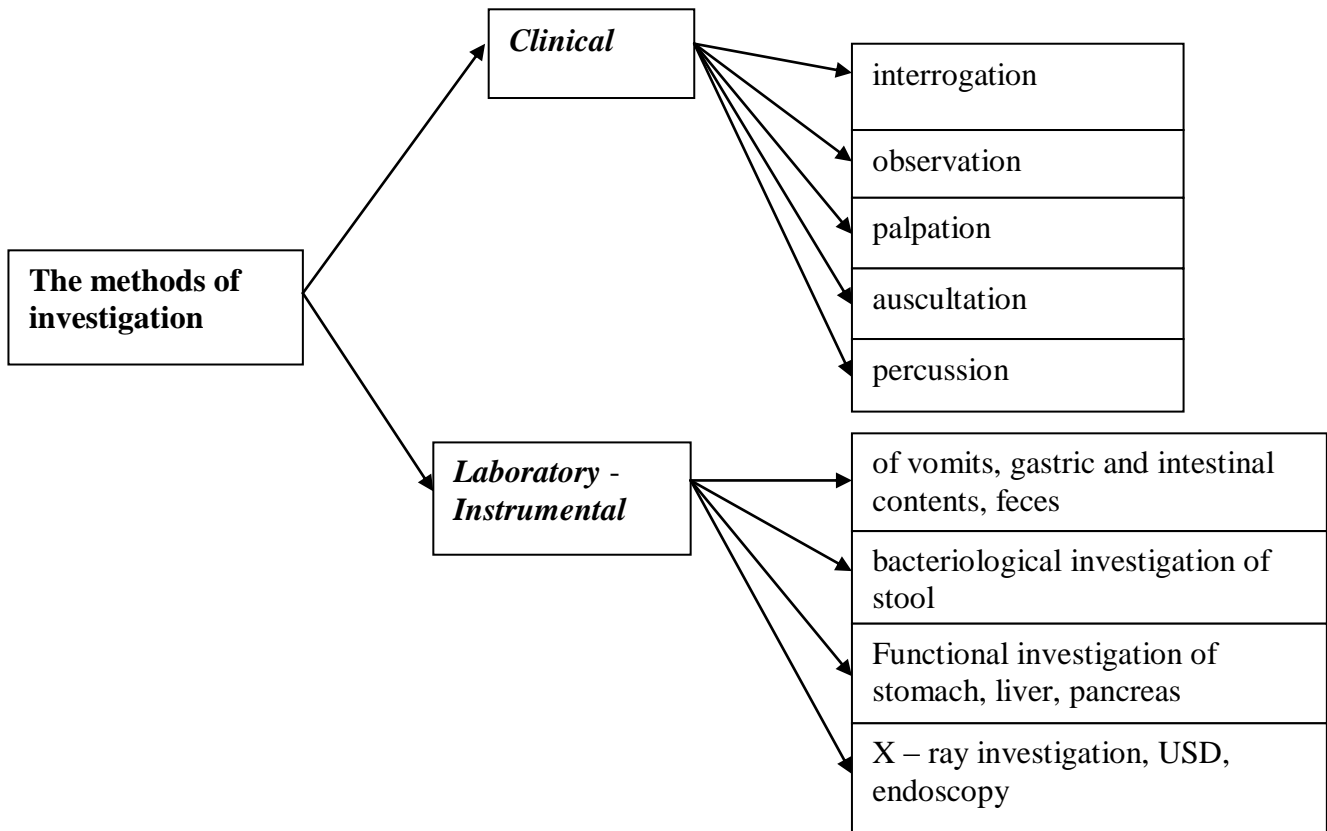 The methods of
investigation
Clinical
interrogation
observation
palpation
auscultation
percussion
Laboratory -
Instrumental
of vomits, gastric and intestinal
contents, feces
bacteriological investigation of
stool
Functional investigation of
stomach, liver, pancreas
X – ray investigation, USD,
endoscopy